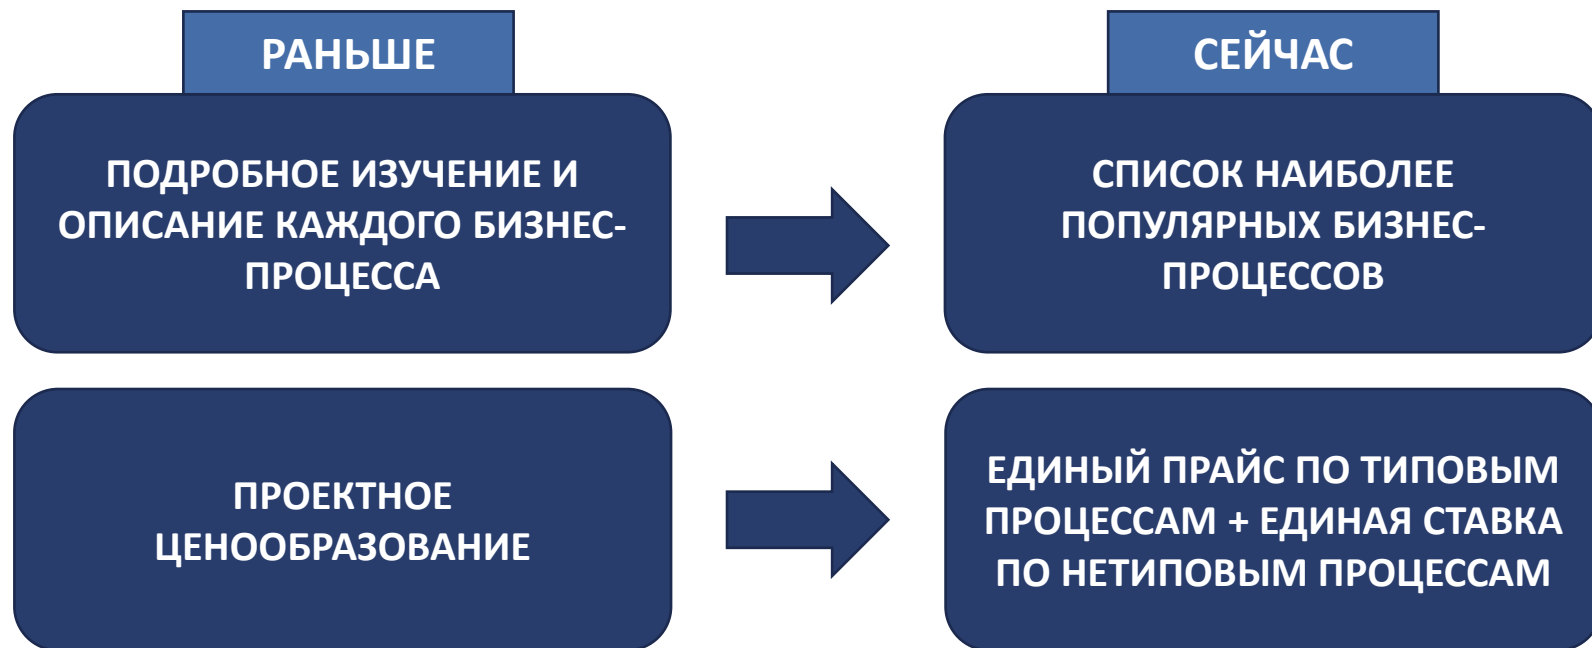 РАНЬШЕ
СЕЙЧАС
ПОДРОБНОЕ ИЗУЧЕНИЕ И
ОПИСАНИЕ КАЖДОГО БИЗНЕС-
ПРОЦЕССА
СПИСОК НАИБОЛЕЕ
ПОПУЛЯРНЫХ БИЗНЕС-
ПРОЦЕССОВ
ПРОЕКТНОЕ
ЦЕНООБРАЗОВАНИЕ
ЕДИНЫЙ ПРАЙС ПО ТИПОВЫМ
ПРОЦЕССАМ + ЕДИНАЯ СТАВКА
ПО НЕТИПОВЫМ ПРОЦЕССАМ